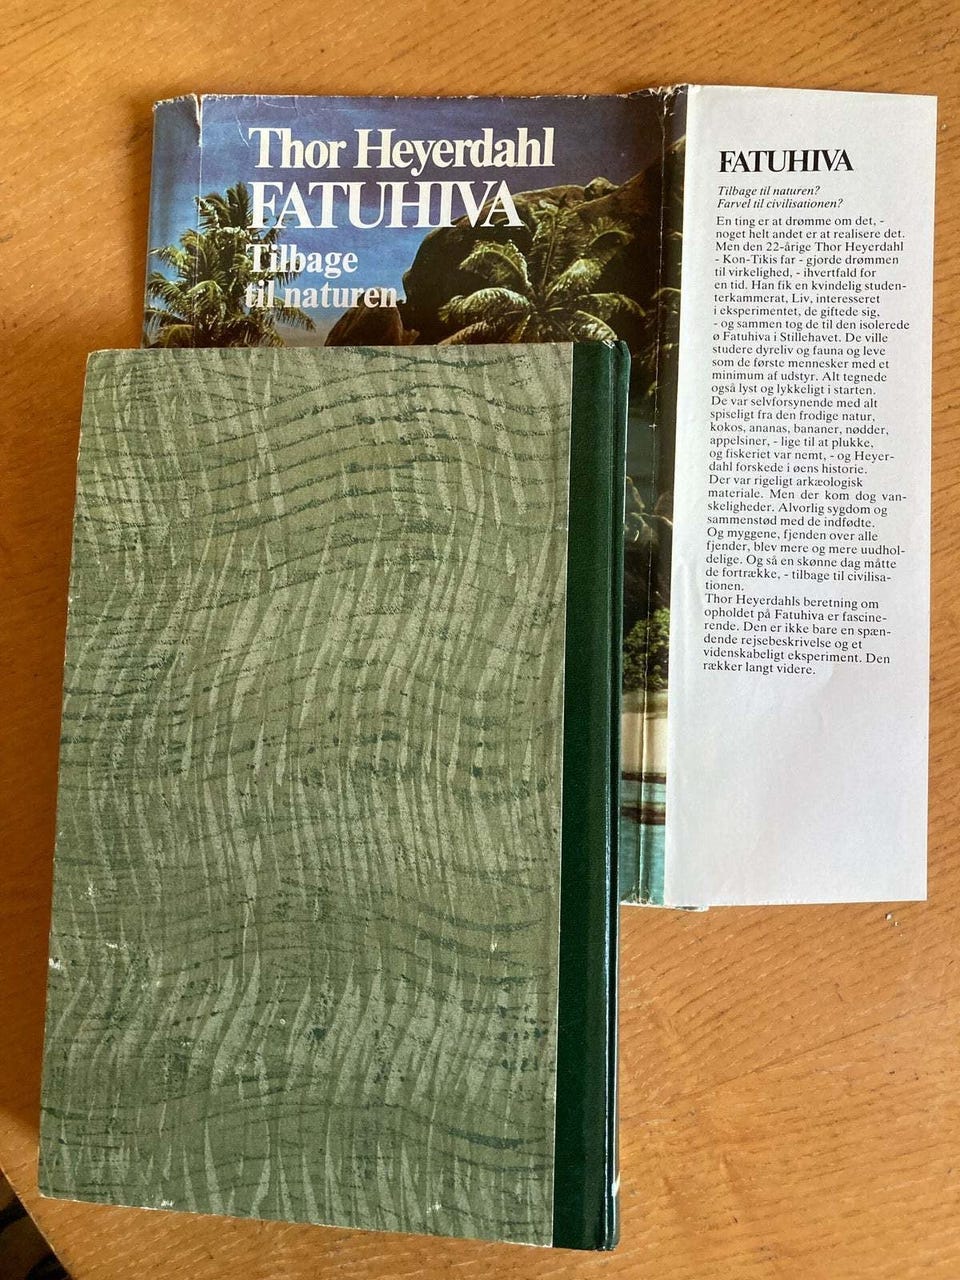 Thor Heyerdahl
FATUHIVA
Tilbage
til naturen
FATUHIVA
Tilbage til naturen?
Farvel til civilisationen?
En ting er at drømme om det, -
noget helt andet er at realisere det.
Men den 22-årige Thor Heyerdahl
- Kon-Tikis far - gjorde drømmen
til virkelighed, - ihvertfald for
en tid. Han fik en kvindelig studen-
terkammerat, Liv, interesseret
i eksperimentet, de giftede sig,
- og sammen tog de til den isolerede
ø Fatuhiva i Stillehavet. De ville
studere dyreliv og fauna og leve
som de første mennesker med et
minimum af udstyr. Alt tegnede
også lyst og lykkeligt i starten.
De var selvforsynende med alt
spiseligt fra den frodige natur,
kokos, ananas, bananer, nødder,
appelsiner, - lige til at plukke,
og fiskeriet var nemt, - og Heyer-
dahl forskede i øens historie.
Der var rigeligt arkæologisk
materiale. Men der kom dog van-
skeligheder. Alvorlig sygdom og
sammenstød med de indfødte.
Og myggene, fjenden over alle
fjender, blev mere og mere uudhol-
delige. Og så en skønne dag måtte
de fortrække, - tilbage til civilisa-
tionen.
Thor Heyerdahls beretning om
opholdet på Fatuhiva er fascine-
rende. Den er ikke bare en spæn-
dende rejsebeskrivelse og et
videnskabeligt eksperiment. Den
rækker langt videre.